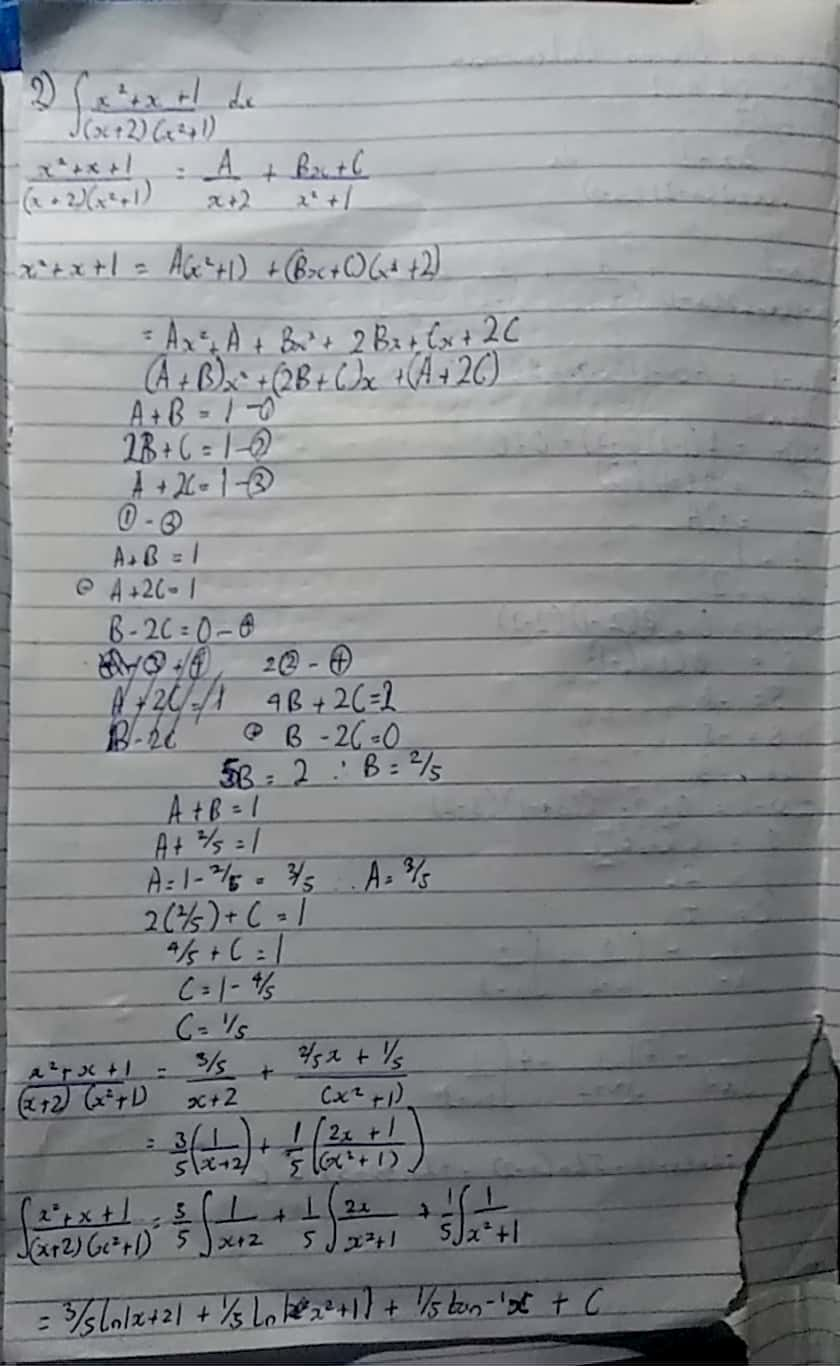 2) ∫ x²+x+1 / (x+2)(x²+1) dx
x²+x+1 / (x+2)(x²+1) = A / x+2 + Bx+C / x²+1
x²+x+1 = A(x²+1) + (Bx+C)(x+2)
= Ax²+A + Bx²+ 2Bx + Cx + 2C
(A+B)x² + (2B+C)x + (A+2C)
A+B = 1 -①
2B+C = 1 -②
A+2C = 1 -③
① - ③
A+B = 1
⊖ A+2C = 1
B-2C = 0 - ④
③ + ④ 2② - ④
A+2C = 1 4B + 2C = 2
B-2C ⊕ B - 2C = 0
5B = 2 ∴ B = 2/5
A+B = 1
A+ 2/5 = 1
A = 1 - 2/5 = 3/5 ∴ A = 3/5
2(2/5) + C = 1
4/5 + C = 1
C = 1 - 4/5
C = 1/5
x²+x+1 / (x+2)(x²+1) = 3/5 / x+2 + 2/5x + 1/5 / (x²+1)
= 3/5 (1 / x+2) + 1/5 (2x+1 / (x²+1))
∫ x²+x+1 / (x+2)(x²+1) = 3/5 ∫ 1 / x+2 + 1/5 ∫ 2x / x²+1 + 1/5 ∫ 1 / x²+1
= 3/5 ln|x+2| + 1/5 ln|x²+1| + 1/5 tan⁻¹x + C